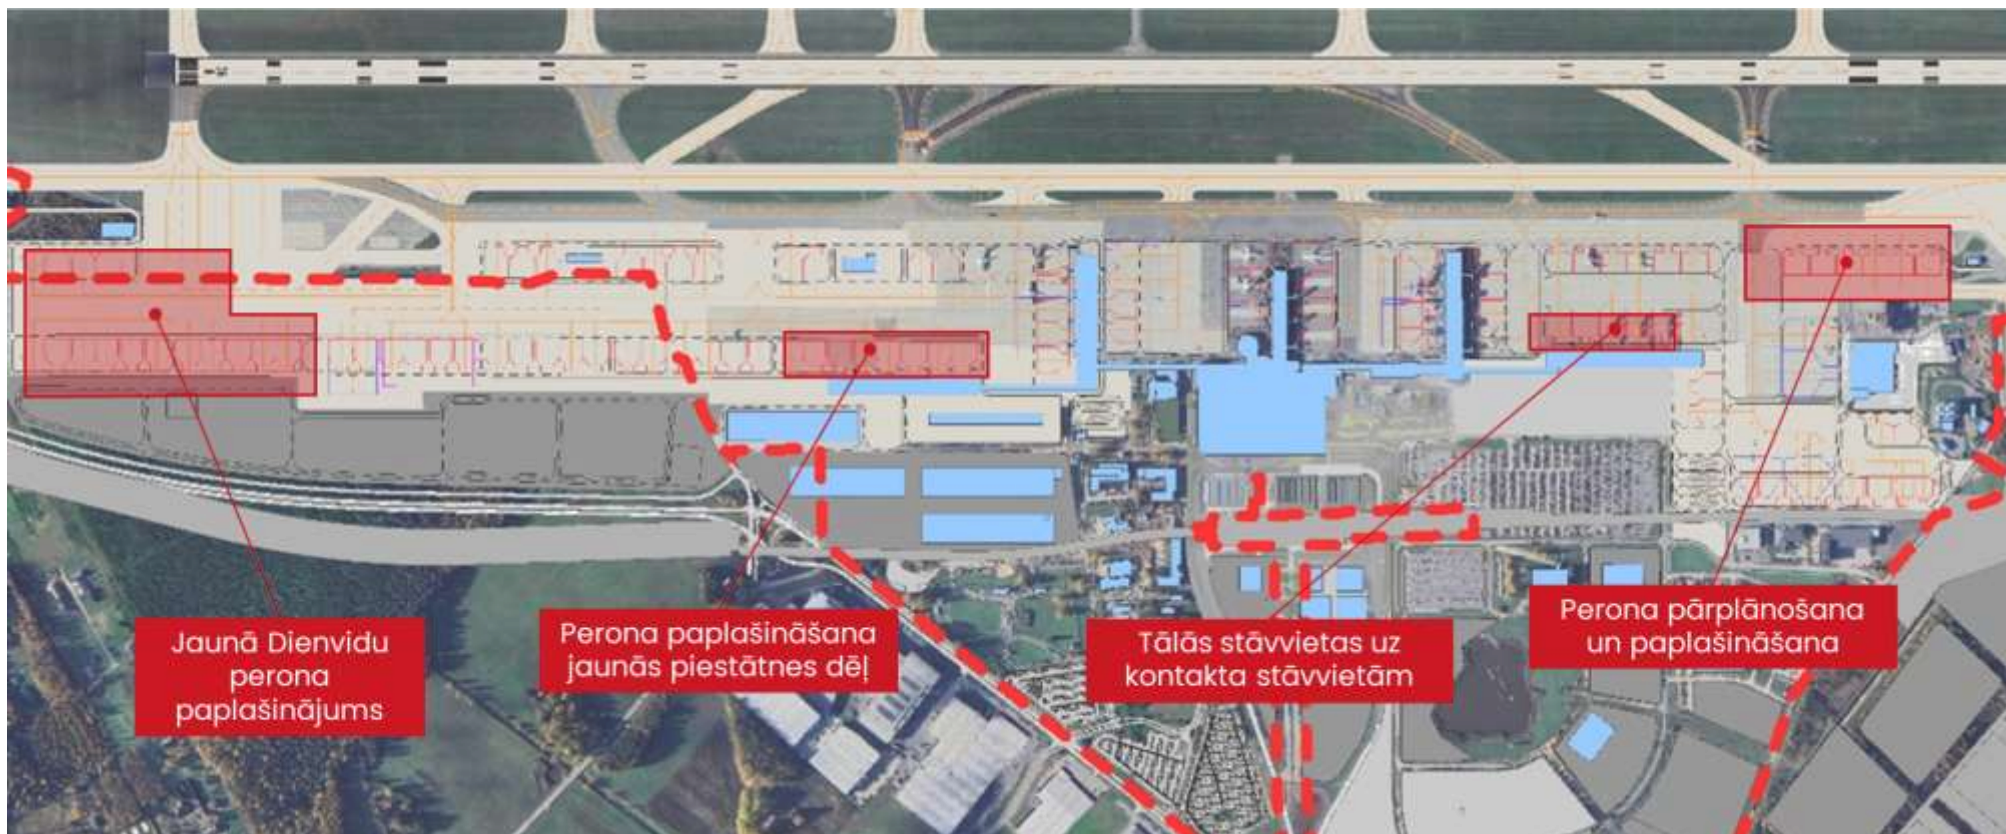 Jaunā Dienvidu
perona
paplašinājums
Perona paplašināšana
jaunās piestātnes dēļ
Tālās stāvvietas uz
kontakta stāvvietām
Perona pārplānošana
un paplašināšana